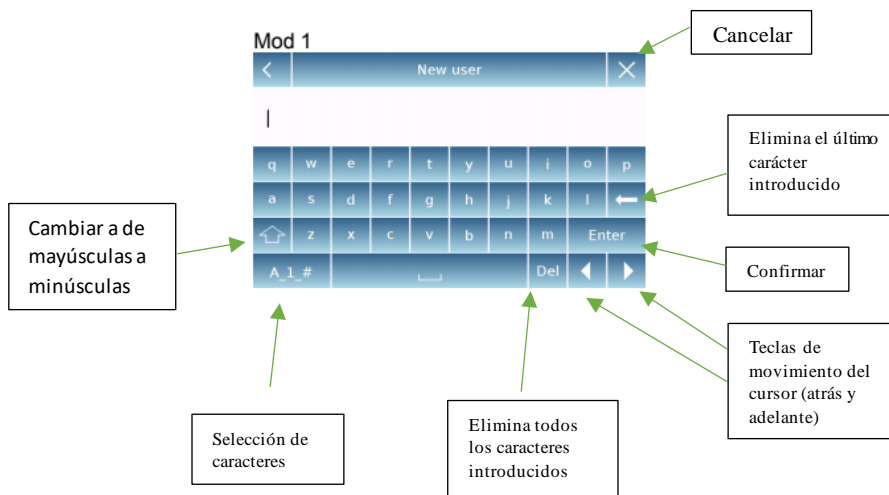 Mod 1
Cancelar
New user
q w e r t y u i o p
Elimina el último
carácter
introducido
a s d f g h j k l
Cambiar a de
mayúsculas a
minúsculas
z x c v b n m Enter
Confirmar
A_1_# Del
Teclas de
movimiento del
cursor (atrás y
adelante)
Selección de
caracteres
Elimina todos
los caracteres
introducidos